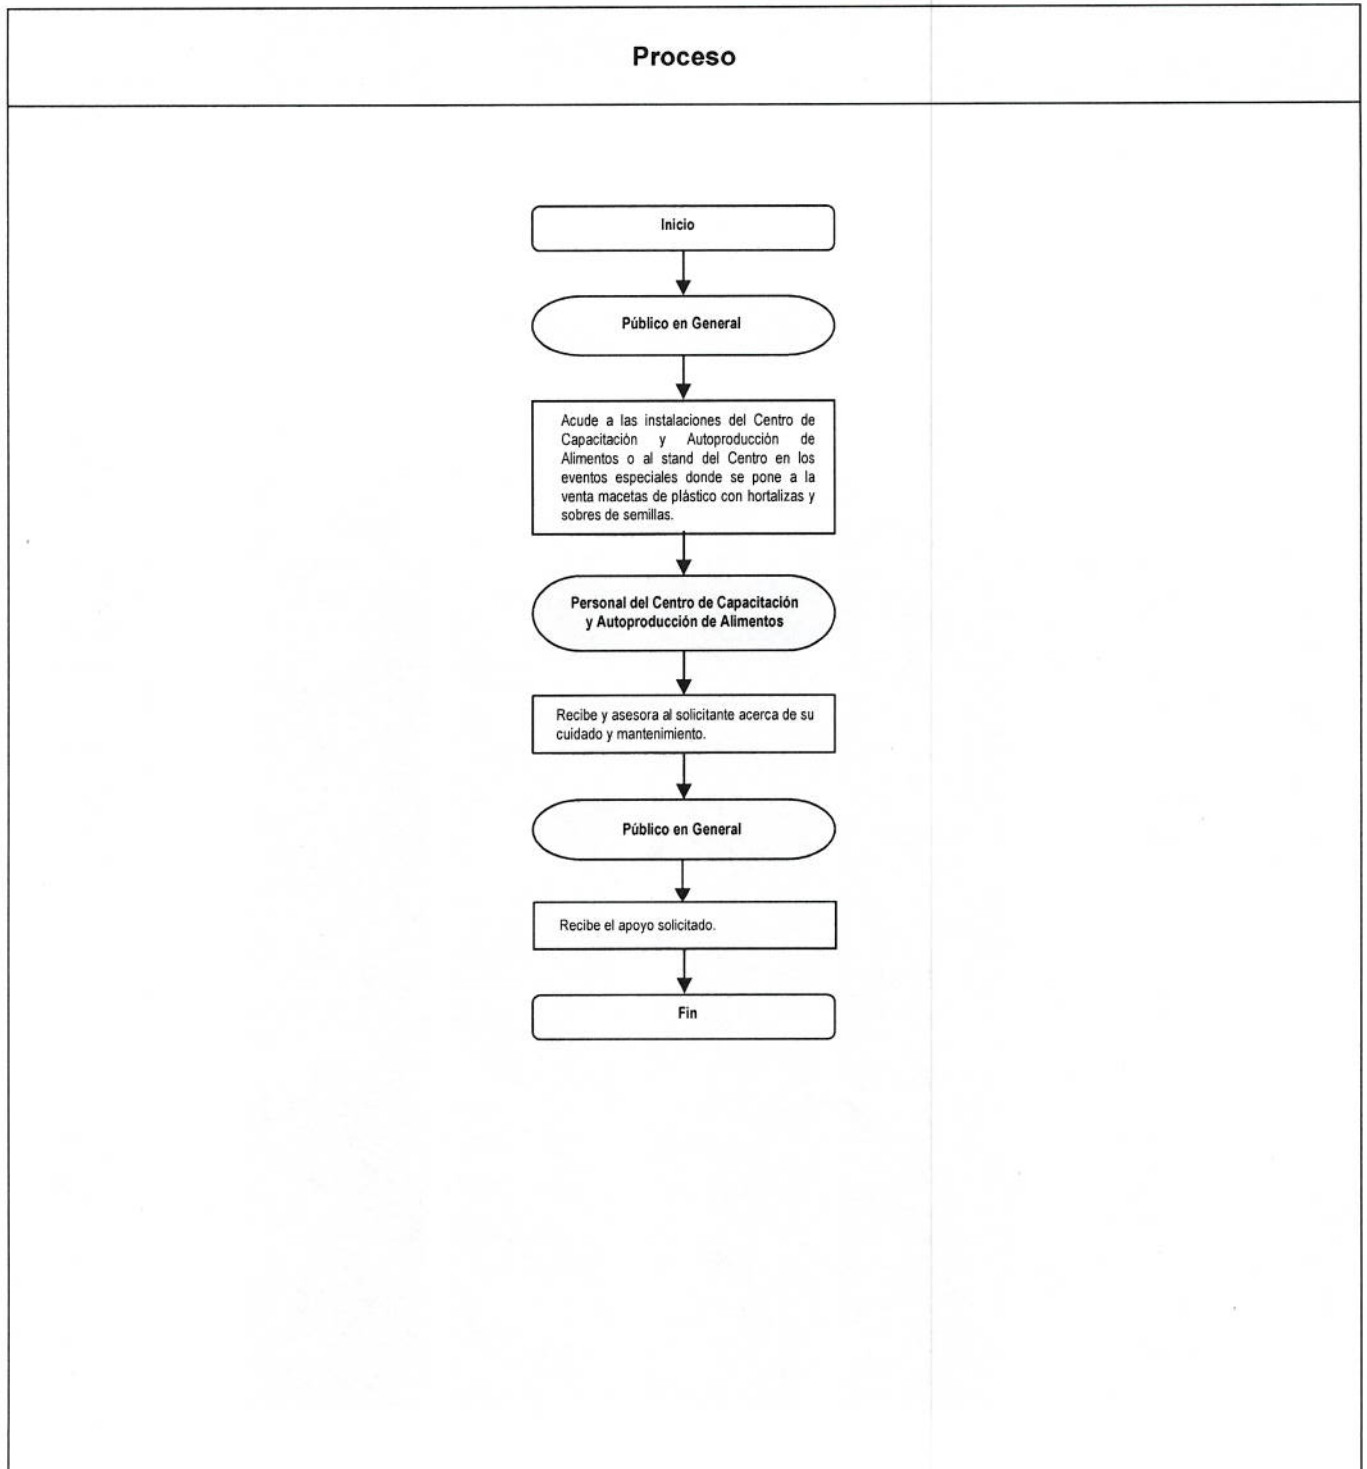 Proceso
Inicio
Público en General
Acude a las instalaciones del Centro de
Capacitación y Autoproducción de
Alimentos o al stand del Centro en los
eventos especiales donde se pone a la
venta macetas de plástico con hortalizas y
sobres de semillas.
Personal del Centro de Capacitación
y Autoproducción de Alimentos
Recibe y asesora al solicitante acerca de su
cuidado y mantenimiento.
Público en General
Recibe el apoyo solicitado.
Fin